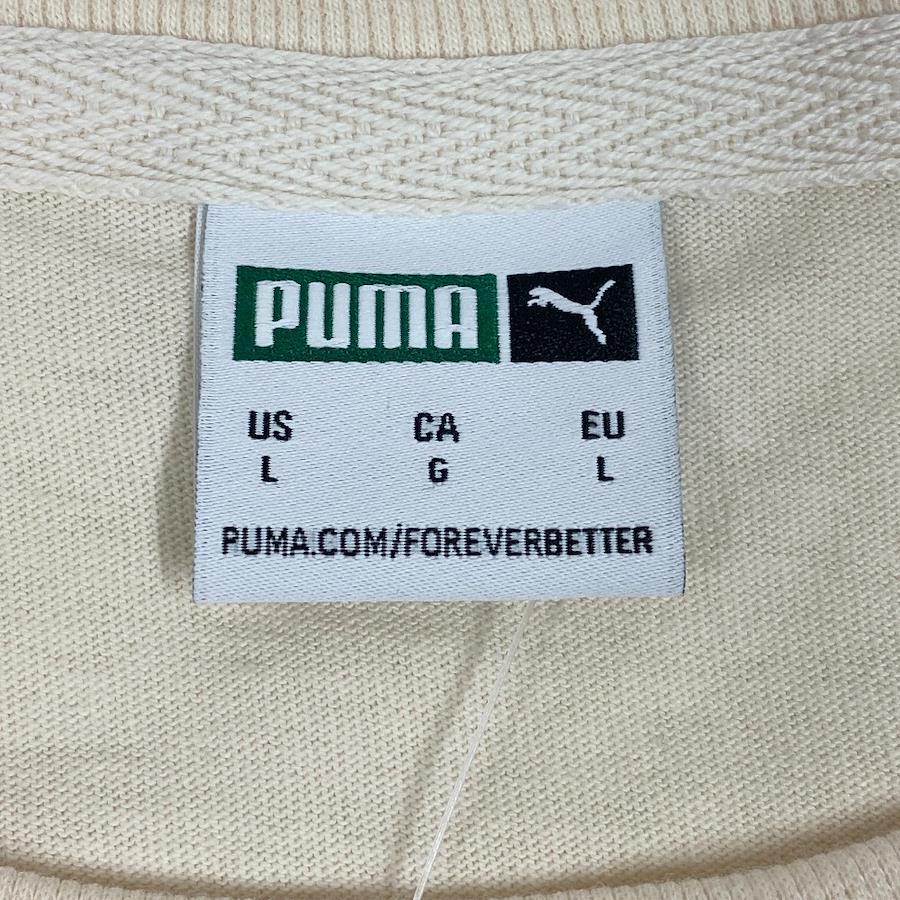 PUMA
US CA EU
L G L
PUMA.COM/FOREVERBETTER